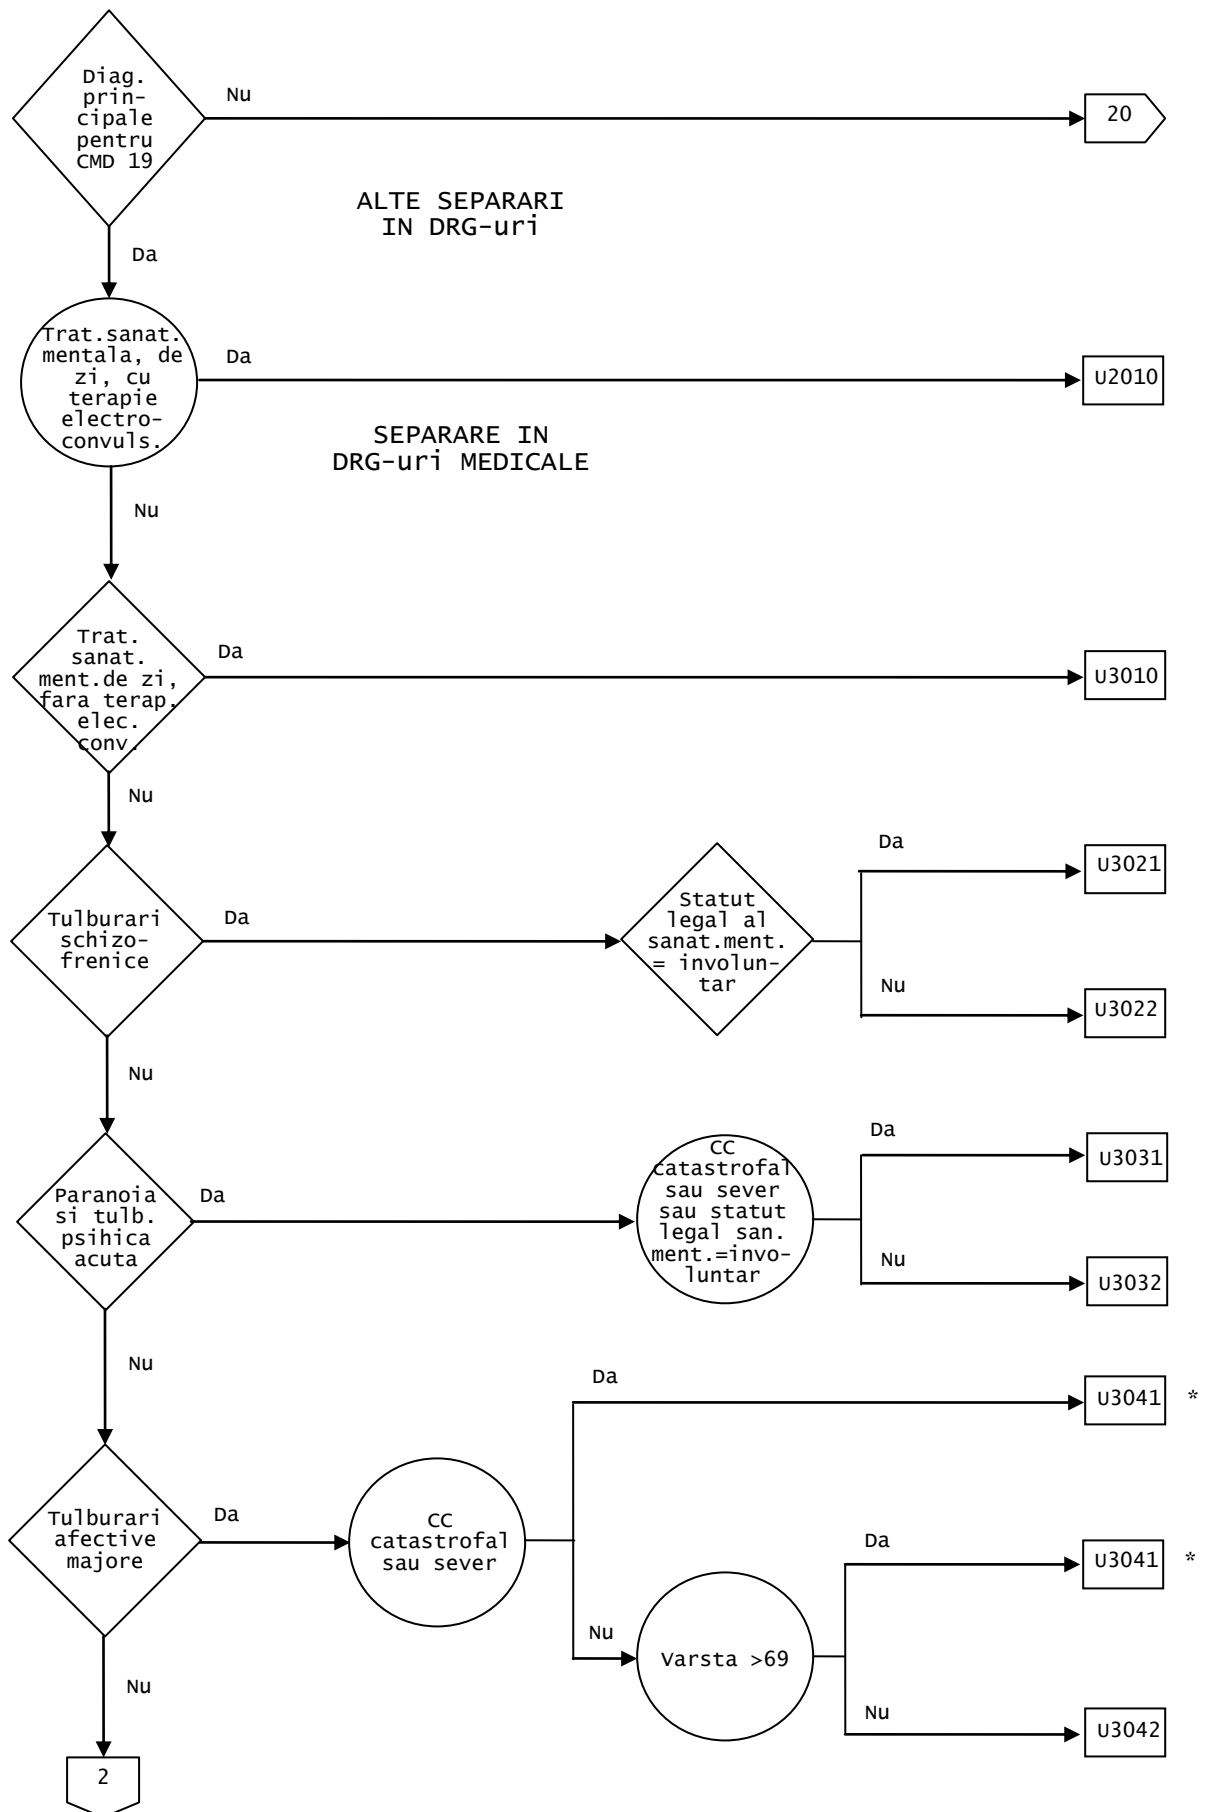 Diag.
prin-
cipale
pentru
CMD 19
Nu
20
ALTE SEPARARI
IN DRG-uri
Da
Trat.sanat.
mentala, de
zi, cu
terapie
electro-
convuls.
Da
U2010
SEPARARE IN
DRG-uri MEDICALE
Nu
Trat.
sanat.
ment.de zi,
fara terap.
elec.
conv.
Da
U3010
Nu
Tulburari
schizo-
frenice
Da
Statut
legal al
sanat.ment.
= involun-
tar
Da
U3021
Nu
U3022
Nu
Paranoia
si tulb.
psihica
acuta
Da
CC
catastrofal
sau sever
sau statut
legal san.
ment.=invo-
luntar
Da
U3031
Nu
U3032
Nu
Tulburari
afective
majore
Da
CC
catastrofal
sau sever
Da
U3041 *
Nu
Varsta >69
Da
U3041 *
Nu
U3042
Nu
2